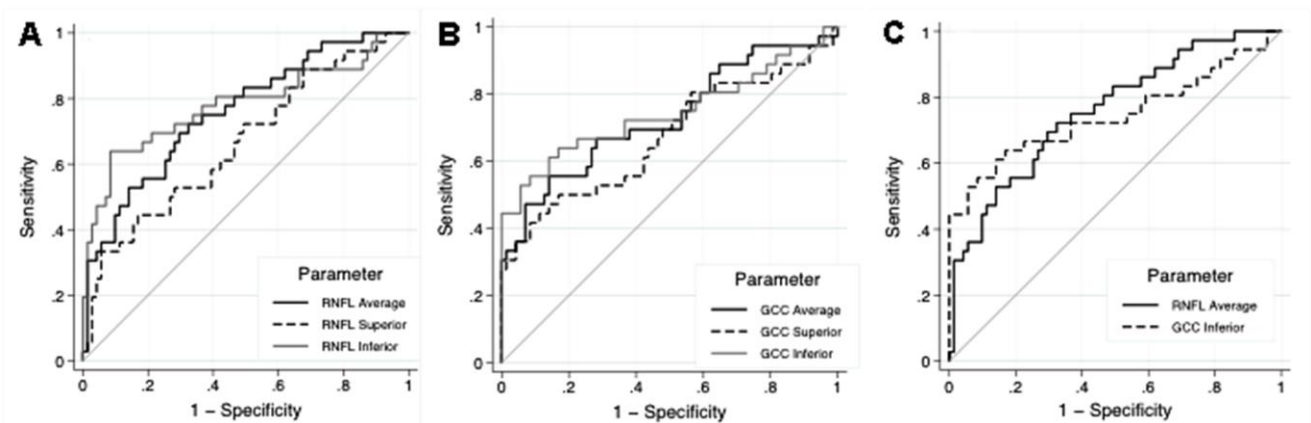 A
1
.8
.6
.4
.2
0
Sensitivity
0 .2 .4 .6 .8 1
1 – Specificity
Parameter
RNFL Average
RNFL Superior
RNFL Inferior
B
1
.8
.6
.4
.2
0
Sensitivity
0 .2 .4 .6 .8 1
1 – Specificity
Parameter
GCC Average
GCC Superior
GCC Inferior
C
1
.8
.6
.4
.2
0
Sensitivity
0 .2 .4 .6 .8 1
1 – Specificity
Parameter
RNFL Average
GCC Inferior